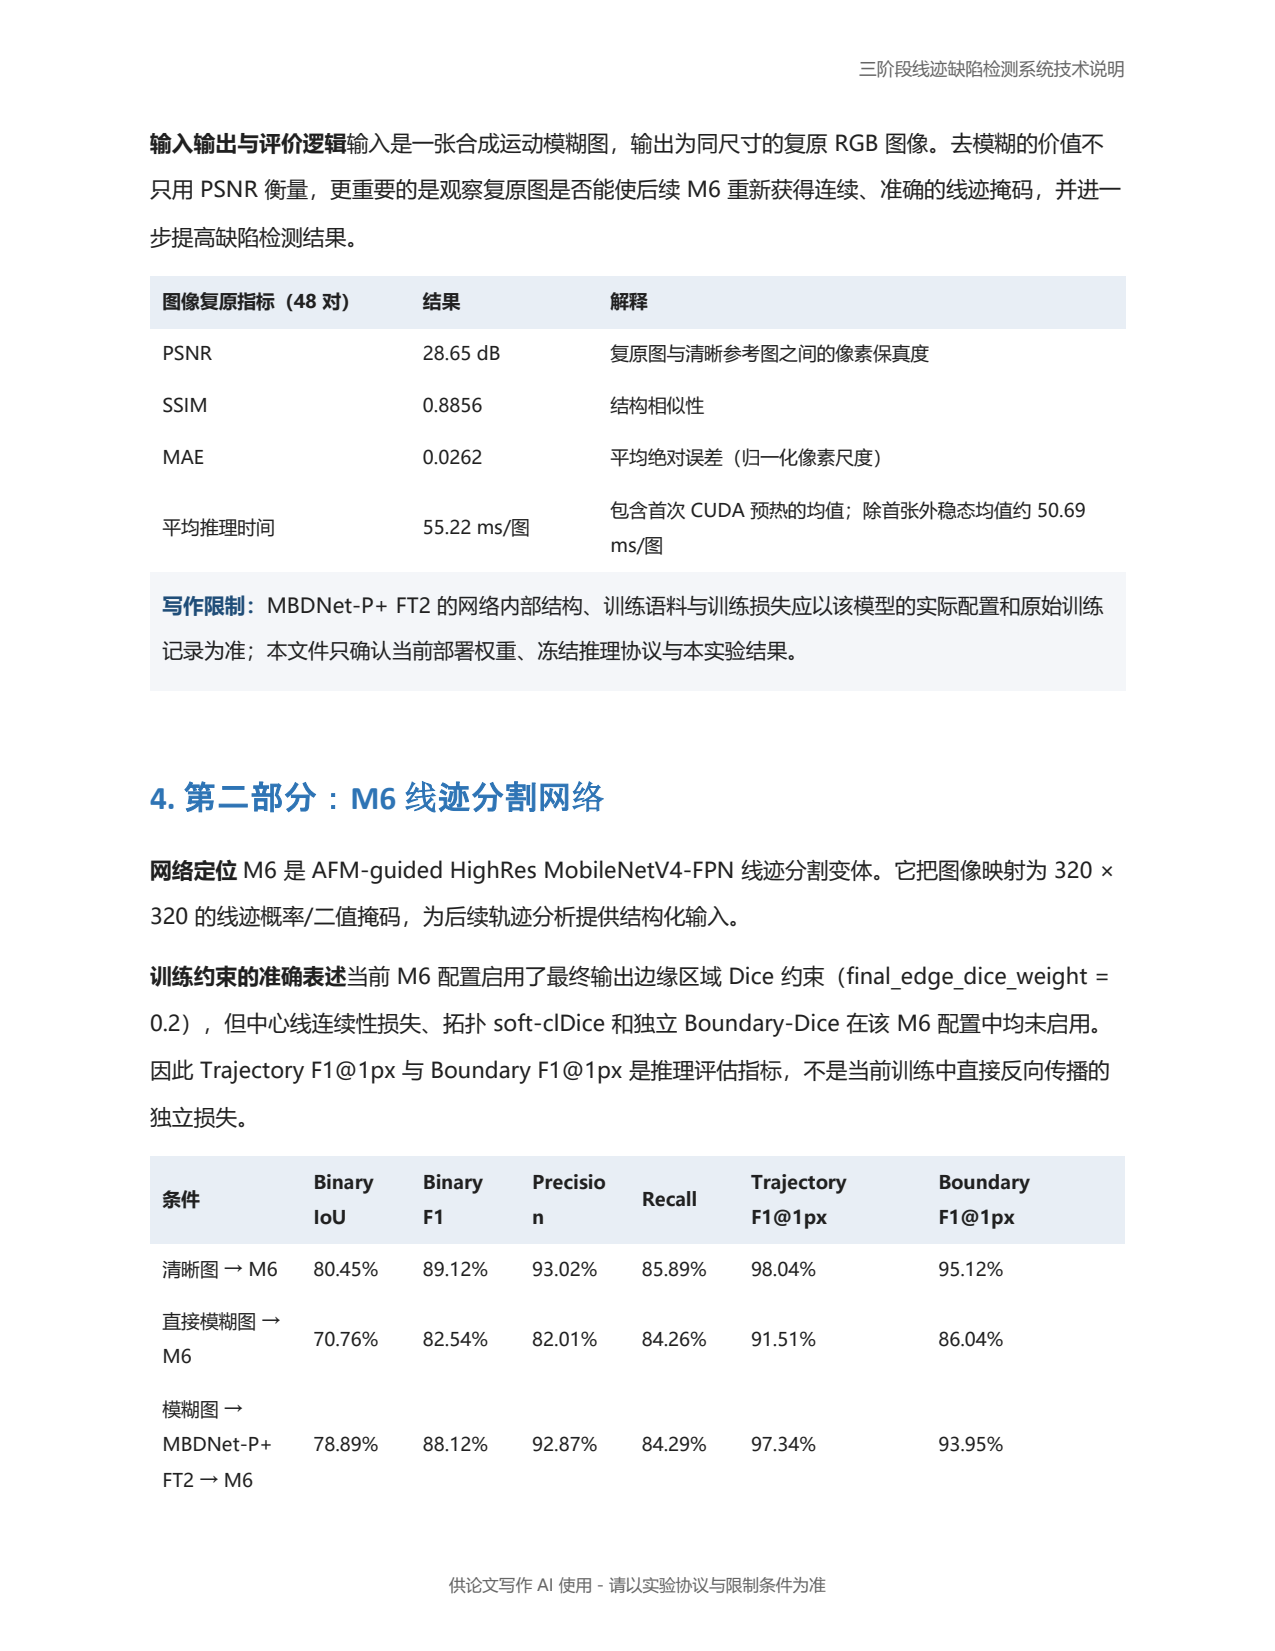 三阶段线迹缺陷检测系统技术说明
输入输出与评价逻辑输入是一张合成运动模糊图，输出为同尺寸的复原 RGB 图像。去模糊的价值不
只用 PSNR 衡量，更重要的是观察复原图是否能使后续 M6 重新获得连续、准确的线迹掩码，并进一
步提高缺陷检测结果。
图像复原指标（48 对） 结果 解释
PSNR 28.65 dB 复原图与清晰参考图之间的像素保真度
SSIM 0.8856 结构相似性
MAE 0.0262 平均绝对误差（归一化像素尺度）
平均推理时间 55.22 ms/图 包含首次 CUDA 预热的均值；除首张外稳态均值约 50.69
ms/图
写作限制：MBDNet-P+ FT2 的网络内部结构、训练语料与训练损失应以该模型的实际配置和原始训练
记录为准；本文件只确认当前部署权重、冻结推理协议与本实验结果。
4. 第二部分：M6 线迹分割网络
网络定位 M6 是 AFM-guided HighRes MobileNetV4-FPN 线迹分割变体。它把图像映射为 320 ×
320 的线迹概率/二值掩码，为后续轨迹分析提供结构化输入。
训练约束的准确表述当前 M6 配置启用了最终输出边缘区域 Dice 约束（final_edge_dice_weight =
0.2），但中心线连续性损失、拓扑 soft-clDice 和独立 Boundary-Dice 在该 M6 配置中均未启用。
因此 Trajectory F1@1px 与 Boundary F1@1px 是推理评估指标，不是当前训练中直接反向传播的
独立损失。
条件 Binary IoU Binary F1 Precisio n Recall Trajectory F1@1px Boundary F1@1px
清晰图 → M6 80.45% 89.12% 93.02% 85.89% 98.04% 95.12%
直接模糊图 →
M6 70.76% 82.54% 82.01% 84.26% 91.51% 86.04%
模糊图 →
MBDNet-P+ 78.89% 88.12% 92.87% 84.29% 97.34% 93.95%
FT2 → M6
供论文写作 AI 使用 - 请以实验协议与限制条件为准